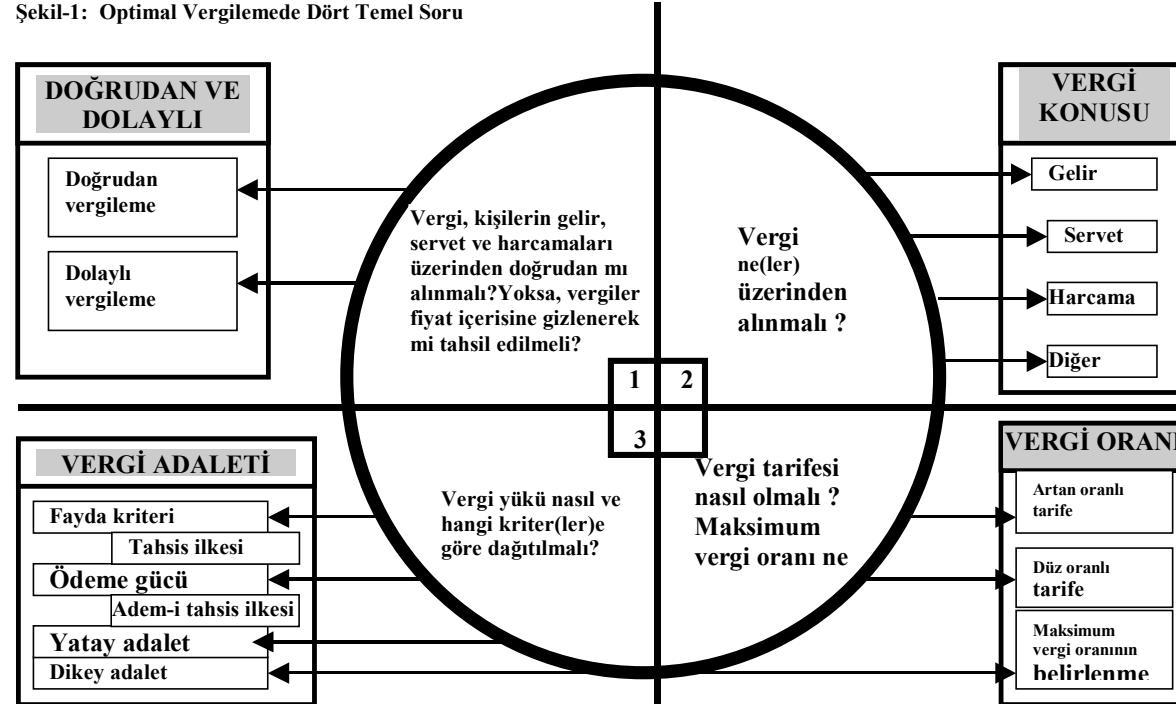 Şekil-1: Optimal Vergilemede Dört Temel Soru
DOĞRUDAN VE
DOLAYLI
Doğrudan
vergileme
Dolaylı
vergileme
Vergi, kişilerin gelir,
servet ve harcamaları
üzerinden doğrudan mı
alınmalı?Yoksa, vergiler
fiyat içerisine gizlenerek
mi tahsil edilmeli?
Vergi
ne(ler)
üzerinden
alınmalı ?
VERGİ
KONUSU
Gelir
Servet
Harcama
Diğer
1 2
3
VERGİ ADALETİ
Fayda kriteri
Tahsis ilkesi
Ödeme gücü
Adem-i tahsis ilkesi
Yatay adalet
Dikey adalet
Vergi yükü nasıl ve
hangi kriter(ler)e
göre dağıtılmalı?
Vergi tarifesi
nasıl olmalı ?
Maksimum
vergi oranı ne
VERGİ ORANI
Artan oranlı
tarife
Düz oranlı
tarife
Maksimum
vergi oranının
belirlenme